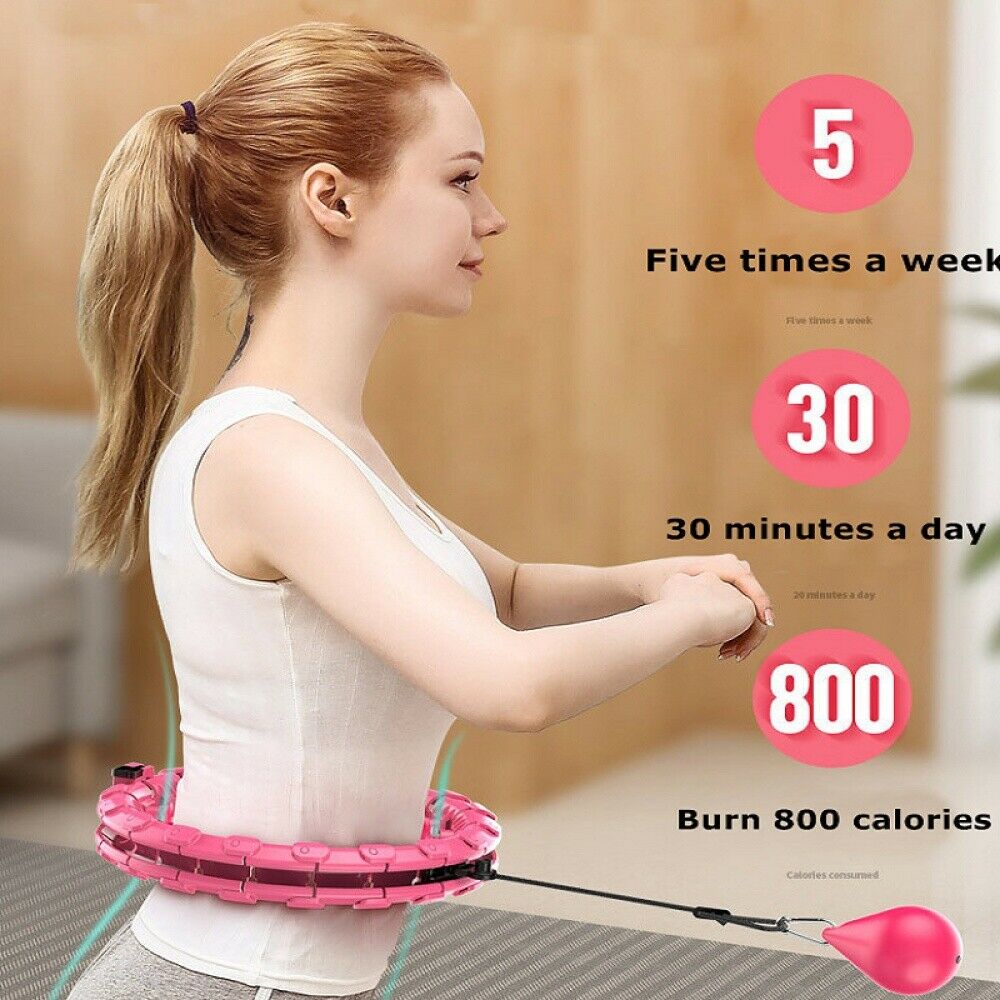 5
Five times a week
Five times a week
30
30 minutes a day
20 minutes a day
800
Burn 800 calories
Calories consumed